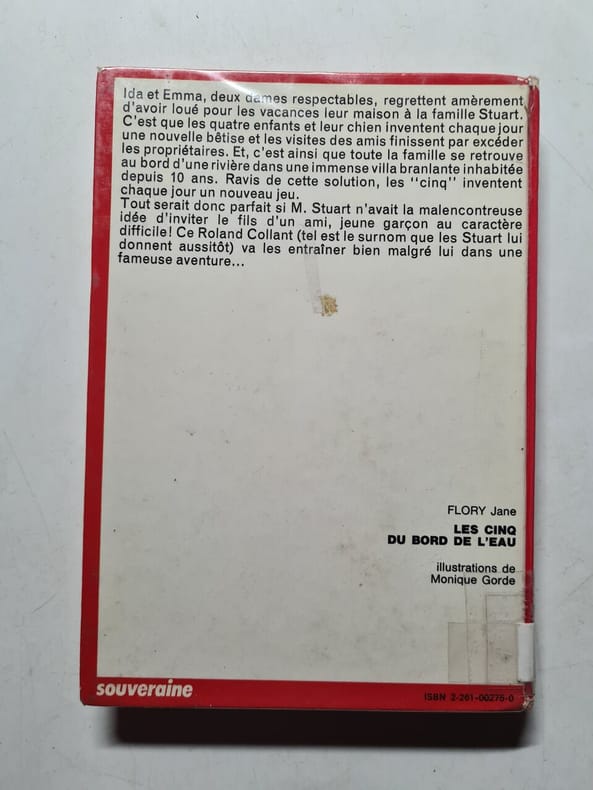 Ida et Emma, deux dames respectables, regrettent amèrement
d'avoir loué pour les vacances leur maison à la famille Stuart.
C'est que les quatre enfants et leur chien inventent chaque jour
une nouvelle bêtise et les visites des amis finissent par excéder
les propriétaires. Et, c'est ainsi que toute la famille se retrouve
au bord d'une rivière dans une immense villa branlante inhabitée
depuis 10 ans. Ravis de cette solution, les "cinq" inventent
chaque jour un nouveau jeu.
Tout serait donc parfait si M. Stuart n'avait la malencontreuse
idée d'inviter le fils d'un ami, jeune garçon au caractère
difficile! Ce Roland Collant (tel est le surnom que les Stuart lui
donnent aussitôt) va les entraîner bien malgré lui dans une
fameuse aventure...
FLORY Jane
LES CINQ
DU BORD DE L'EAU
illustrations de
Monique Gorde
souveraine
ISBN 2-261-00276-0